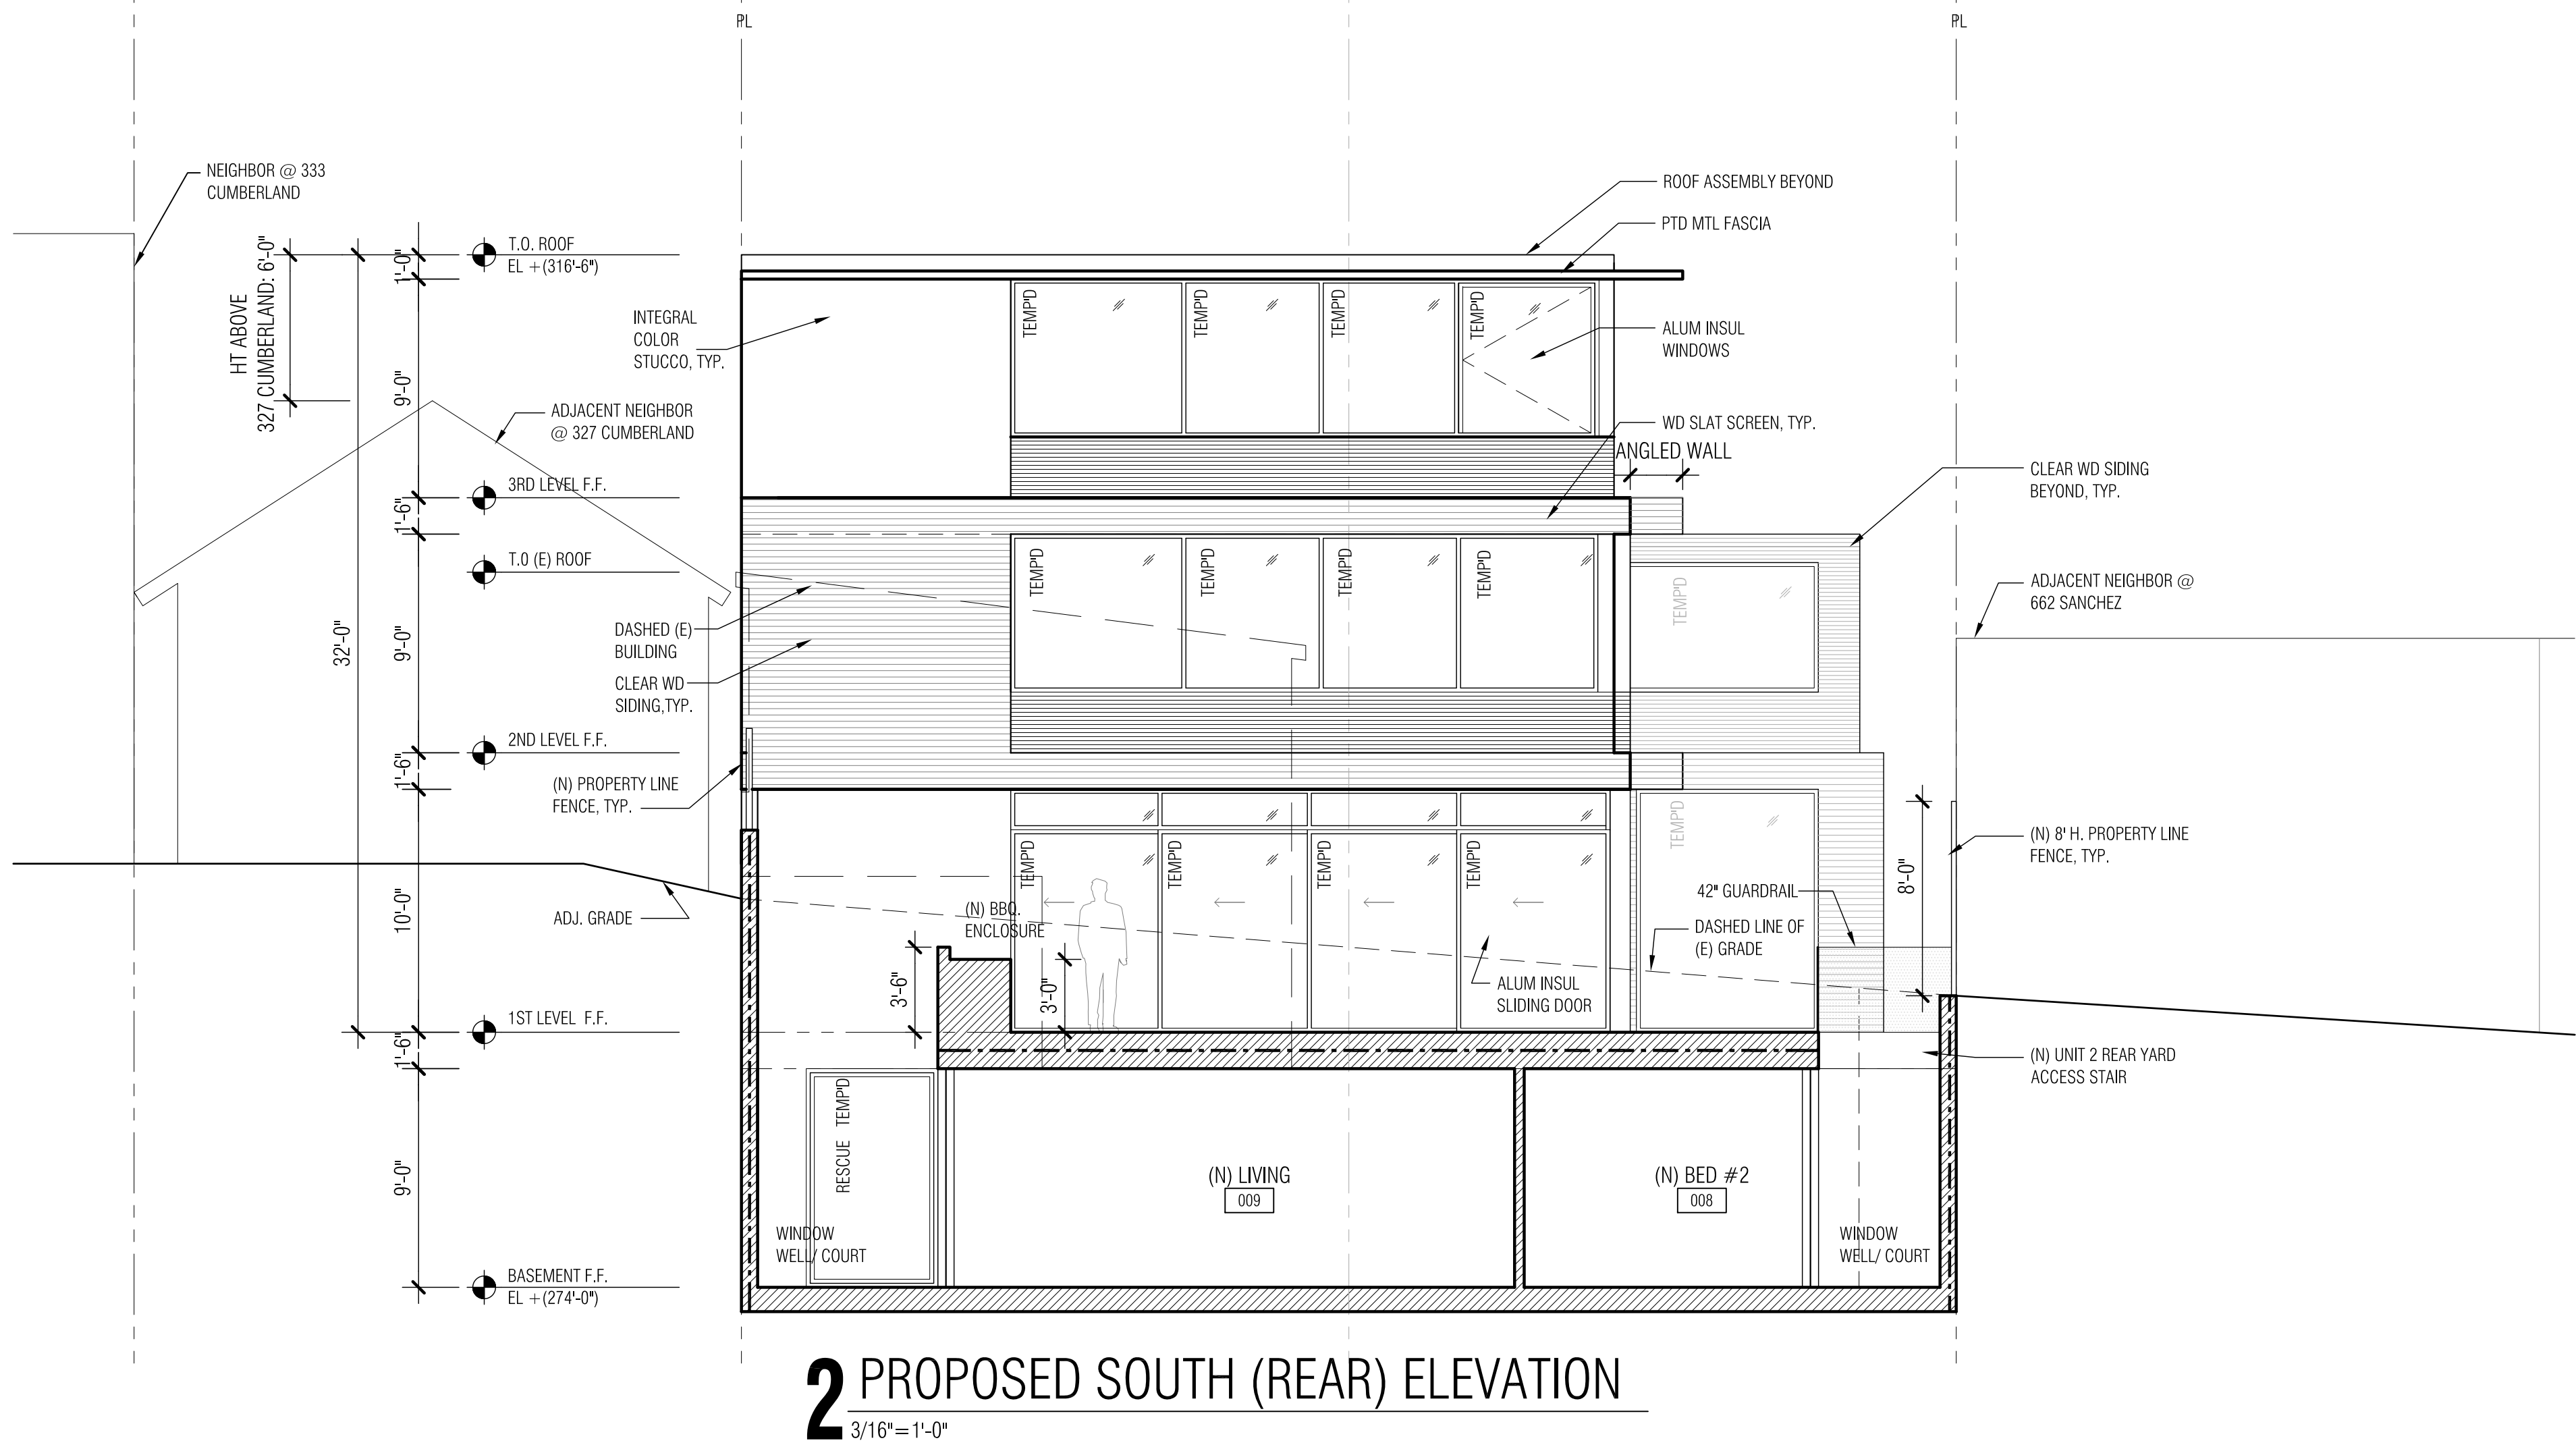 PL
PL
NEIGHBOR @ 333
CUMBERLAND
ROOF ASSEMBLY BEYOND
PTD MTL FASCIA
HT ABOVE
327 CUMBERLAND: 6'-0"
1'-0"
T.O. ROOF
EL +(316'-6")
INTEGRAL
COLOR
STUCCO, TYP.
TEMP'D
TEMP'D
TEMP'D
TEMP'D
ALUM INSUL
WINDOWS
9'-0"
ADJACENT NEIGHBOR
@ 327 CUMBERLAND
WD SLAT SCREEN, TYP.
ANGLED WALL
CLEAR WD SIDING
BEYOND, TYP.
3RD LEVEL F.F.
1'-6"
T.0 (E) ROOF
TEMP'D
TEMP'D
TEMP'D
TEMP'D
TEMP'D
ADJACENT NEIGHBOR @
662 SANCHEZ
32'-0"
9'-0"
DASHED (E)
BUILDING
CLEAR WD
SIDING,TYP.
2ND LEVEL F.F.
1'-6"
(N) PROPERTY LINE
FENCE, TYP.
TEMP'D
TEMP'D
TEMP'D
TEMP'D
TEMP'D
(N) 8' H. PROPERTY LINE
FENCE, TYP.
8'-0"
42" GUARDRAIL
DASHED LINE OF
(E) GRADE
10'-0"
ADJ. GRADE
(N) BBQ.
ENCLOSURE
3'-6"
3'-0"
ALUM INSUL
SLIDING DOOR
1ST LEVEL F.F.
1'-6"
(N) UNIT 2 REAR YARD
ACCESS STAIR
RESCUE TEMP'D
9'-0"
(N) LIVING
009
(N) BED #2
008
WINDOW
WELL/ COURT
WINDOW
WELL/ COURT
BASEMENT F.F.
EL +(274'-0")
2 PROPOSED SOUTH (REAR) ELEVATION
3/16"=1'-0"